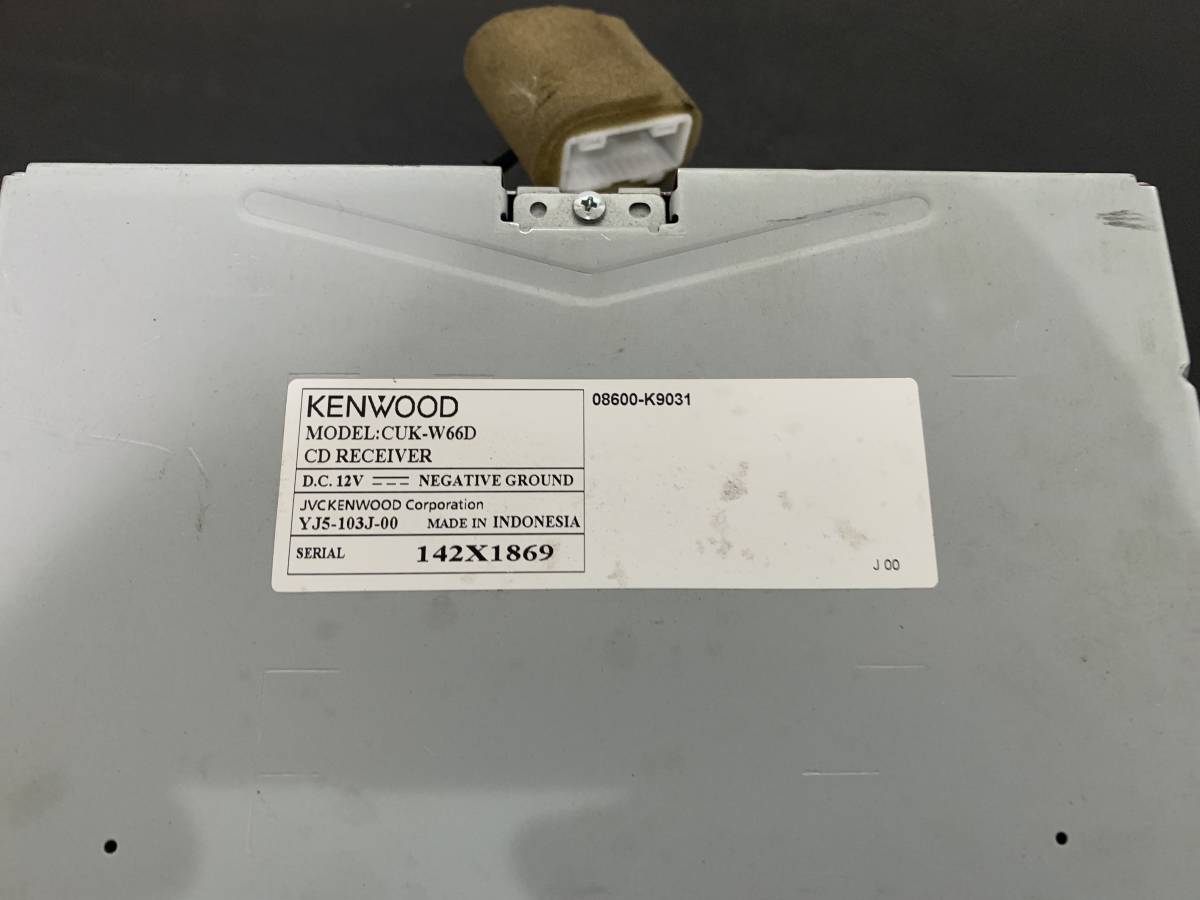 KENWOOD
MODEL:CUK-W66D
CD RECEIVER
D.C. 12V NEGATIVE GROUND
JVCKENWOOD Corporation
YJ5-103J-00 MADE IN INDONESIA
SERIAL 142X1869
08600-K9031
J 00